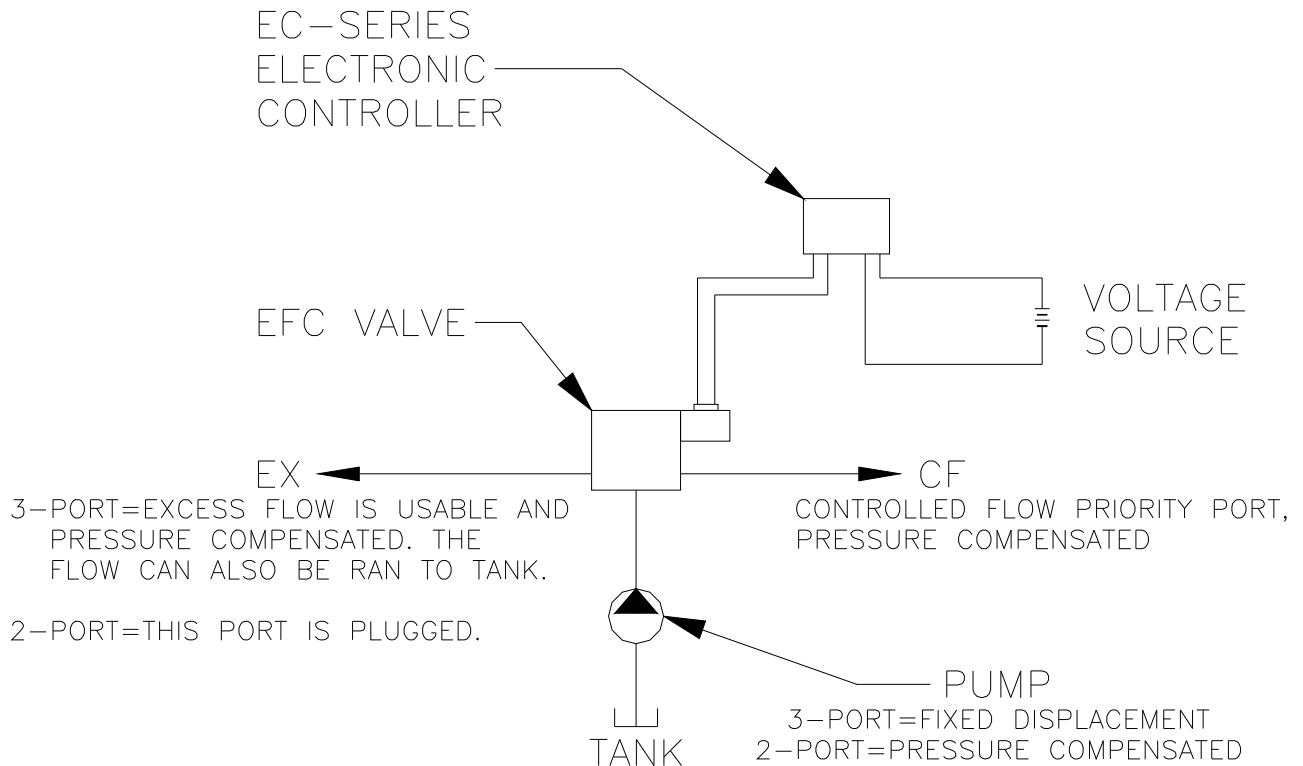 EC-SERIES
ELECTRONIC
CONTROLLER
VOLTAGE
SOURCE
EFC VALVE
EX
3-PORT=EXCESS FLOW IS USABLE AND
PRESSURE COMPENSATED. THE
FLOW CAN ALSO BE RAN TO TANK.
2-PORT=THIS PORT IS PLUGGED.
CF
CONTROLLED FLOW PRIORITY PORT,
PRESSURE COMPENSATED
PUMP
3-PORT=FIXED DISPLACEMENT
2-PORT=PRESSURE COMPENSATED
TANK